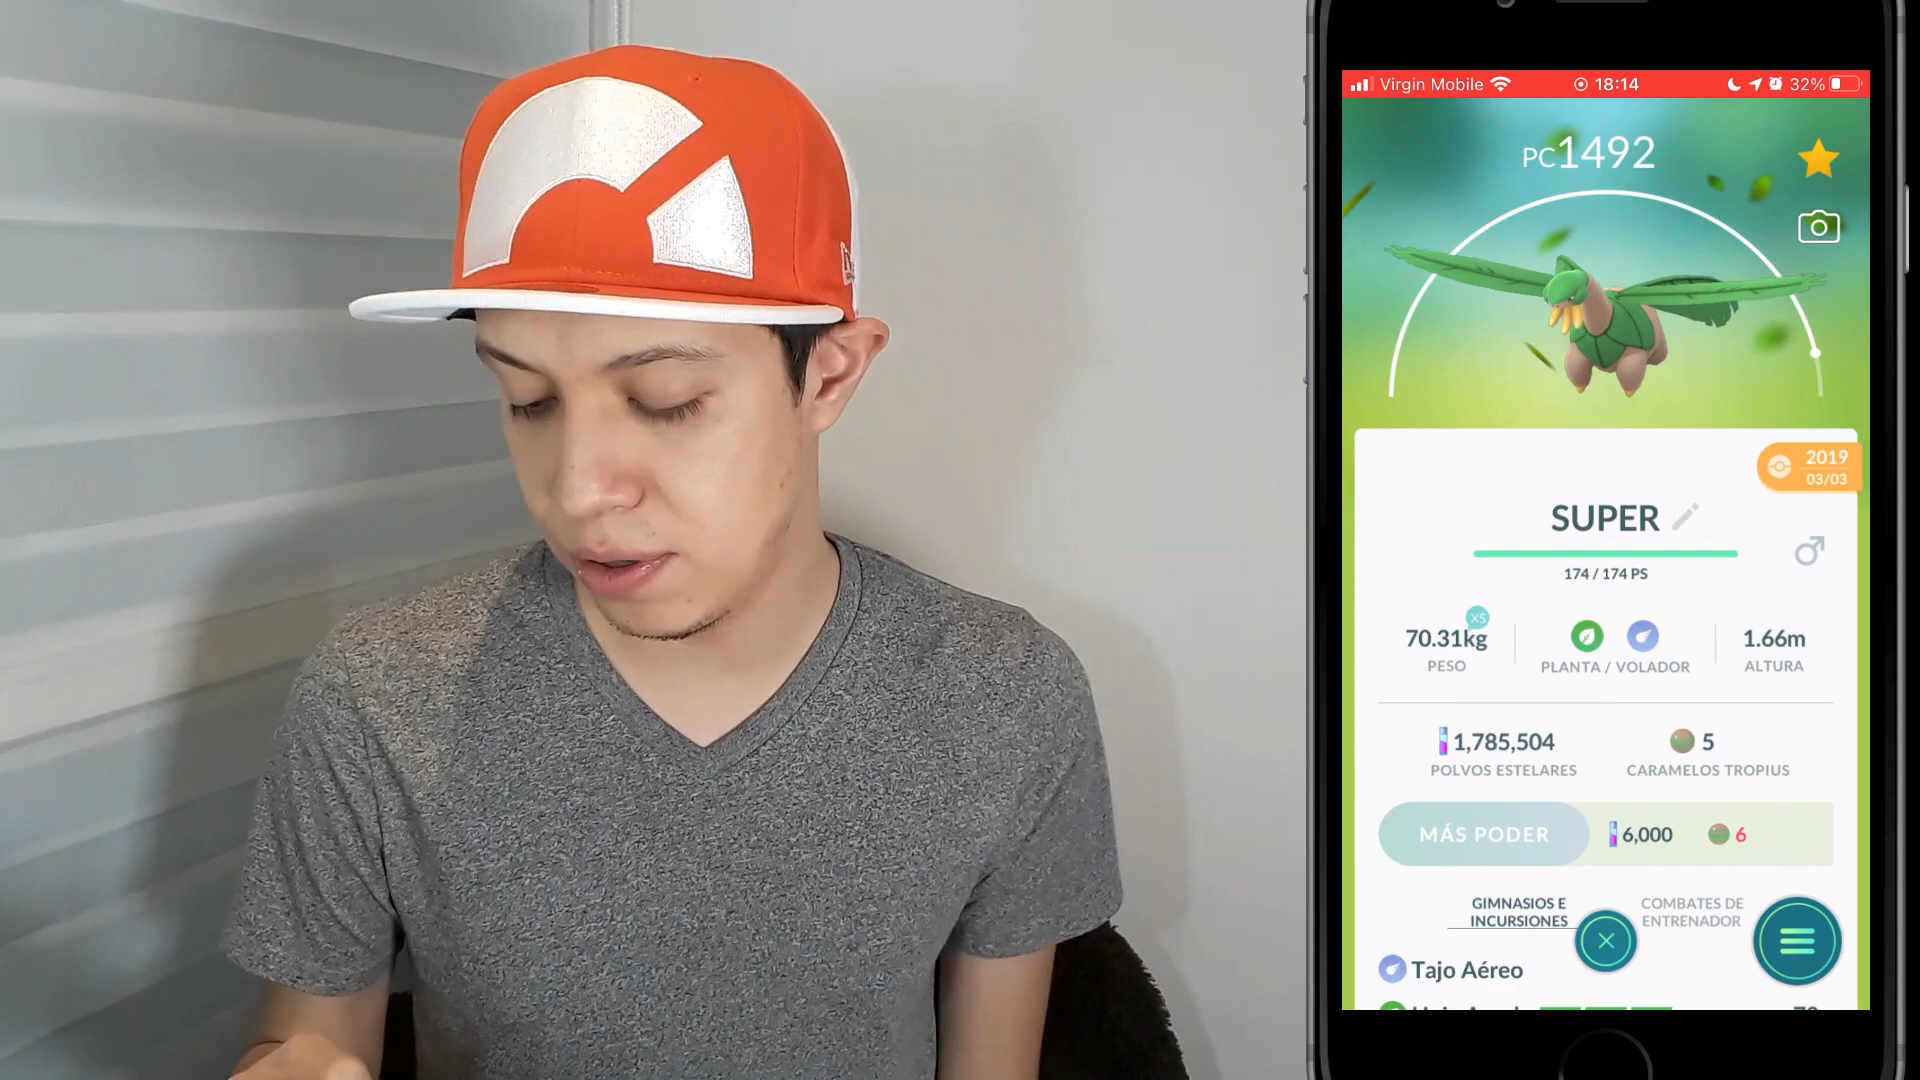 Virgin Mobile 18:14 32%
PC1492
2019
03/03
SUPER
174 / 174 PS
XS
70.31kg
PESO
PLANTA / VOLADOR
1.66m
ALTURA
1,785,504
POLVOS ESTELARES
5
CARAMELOS TROPIUS
MÁS PODER
6,000
6
GIMNASIOS E
INCURSIONES
COMBATES DE
ENTRENADOR
Tajo Aéreo